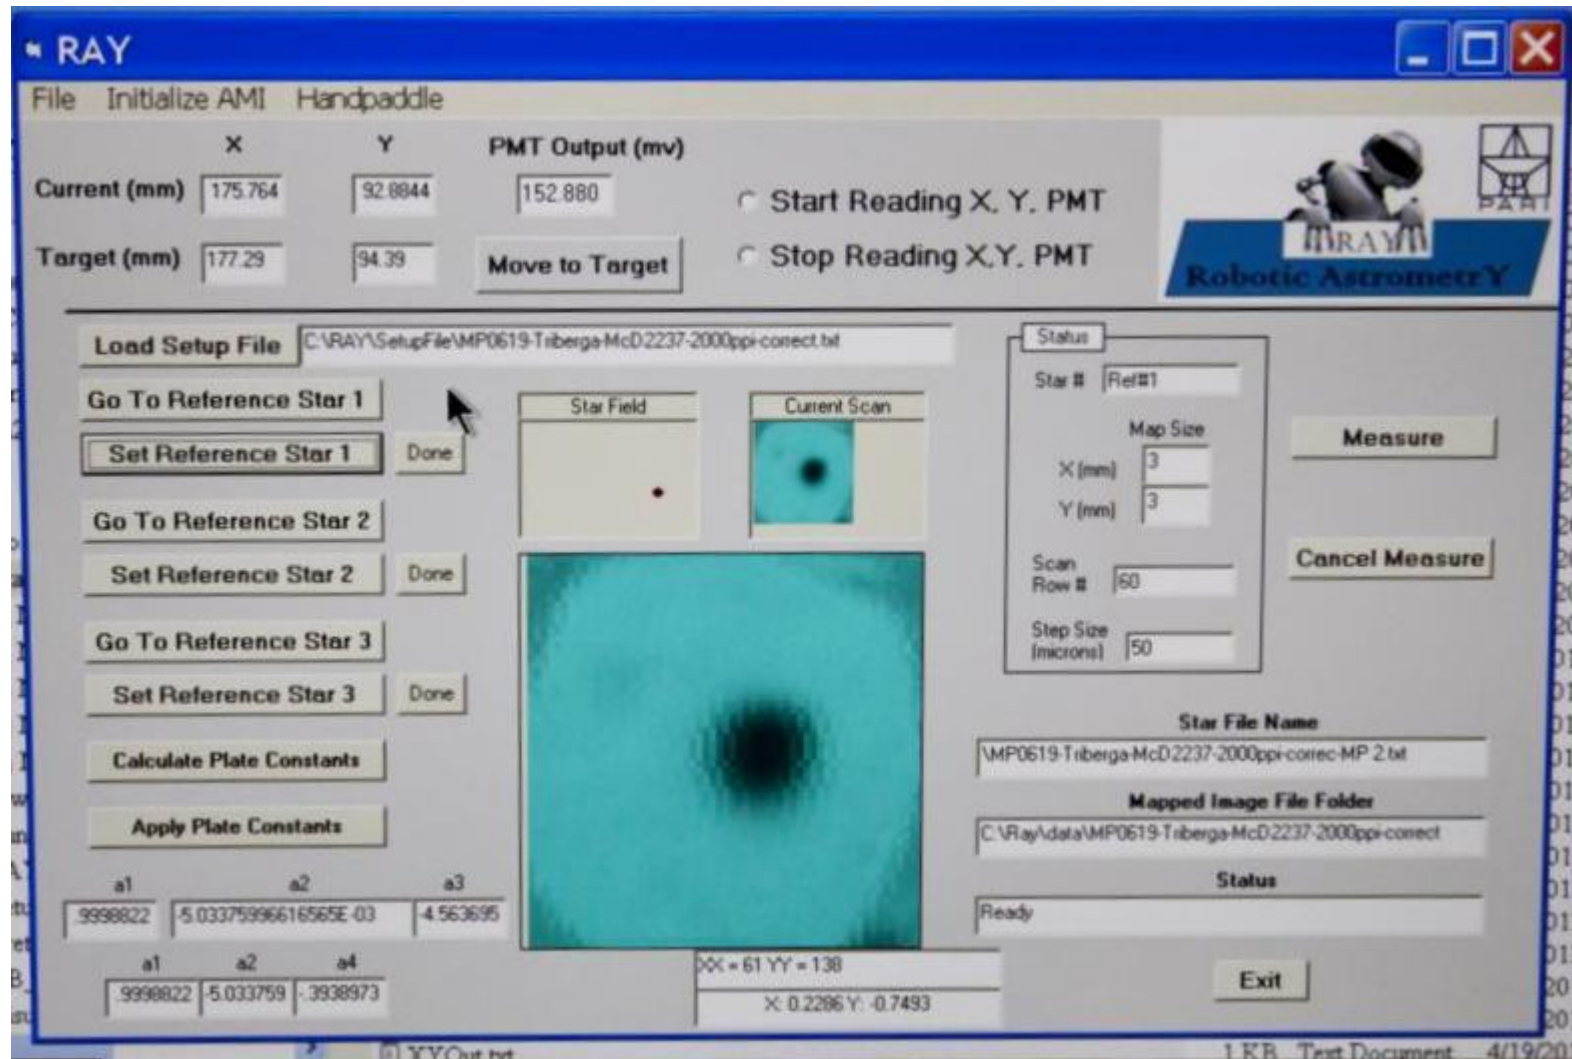 RAY
File Initialize AMI Handpaddle
X Y PMT Output (mv)
Current (mm) 175.764 92.8844 152.880
Start Reading X, Y, PMT
Target (mm) 177.29 94.39 Move to Target
Stop Reading X,Y, PMT
PARI
RAY
Robotic AstrometrY
Load Setup File C:\RAY\SetupFile\MP0619-Triberga-McD2237-2000ppi-correct.txt
Go To Reference Star 1
Set Reference Star 1 Done
Go To Reference Star 2
Set Reference Star 2 Done
Go To Reference Star 3
Set Reference Star 3 Done
Calculate Plate Constants
Apply Plate Constants
a1 a2 a3
.9998822 -5.03375996616565E-03 -4.563695
a1 a2 a4
.9998822 -5.033759 -.3938973
Star Field Current Scan
XX = 61 YY = 138
X: 0.2286 Y: -0.7493
Status
Star # Ref#1
Map Size
X (mm) 3
Y (mm) 3
Scan
Row # 60
Step Size
(microns) 50
Measure
Cancel Measure
Star File Name
\MP0619-Triberga-McD2237-2000ppi-correc-MP 2.txt
Mapped Image File Folder
C:\Ray\data\MP0619-Triberga-McD2237-2000ppi-correct
Status
Ready
Exit
XYOut.txt 1 KB Text Document 4/19/20